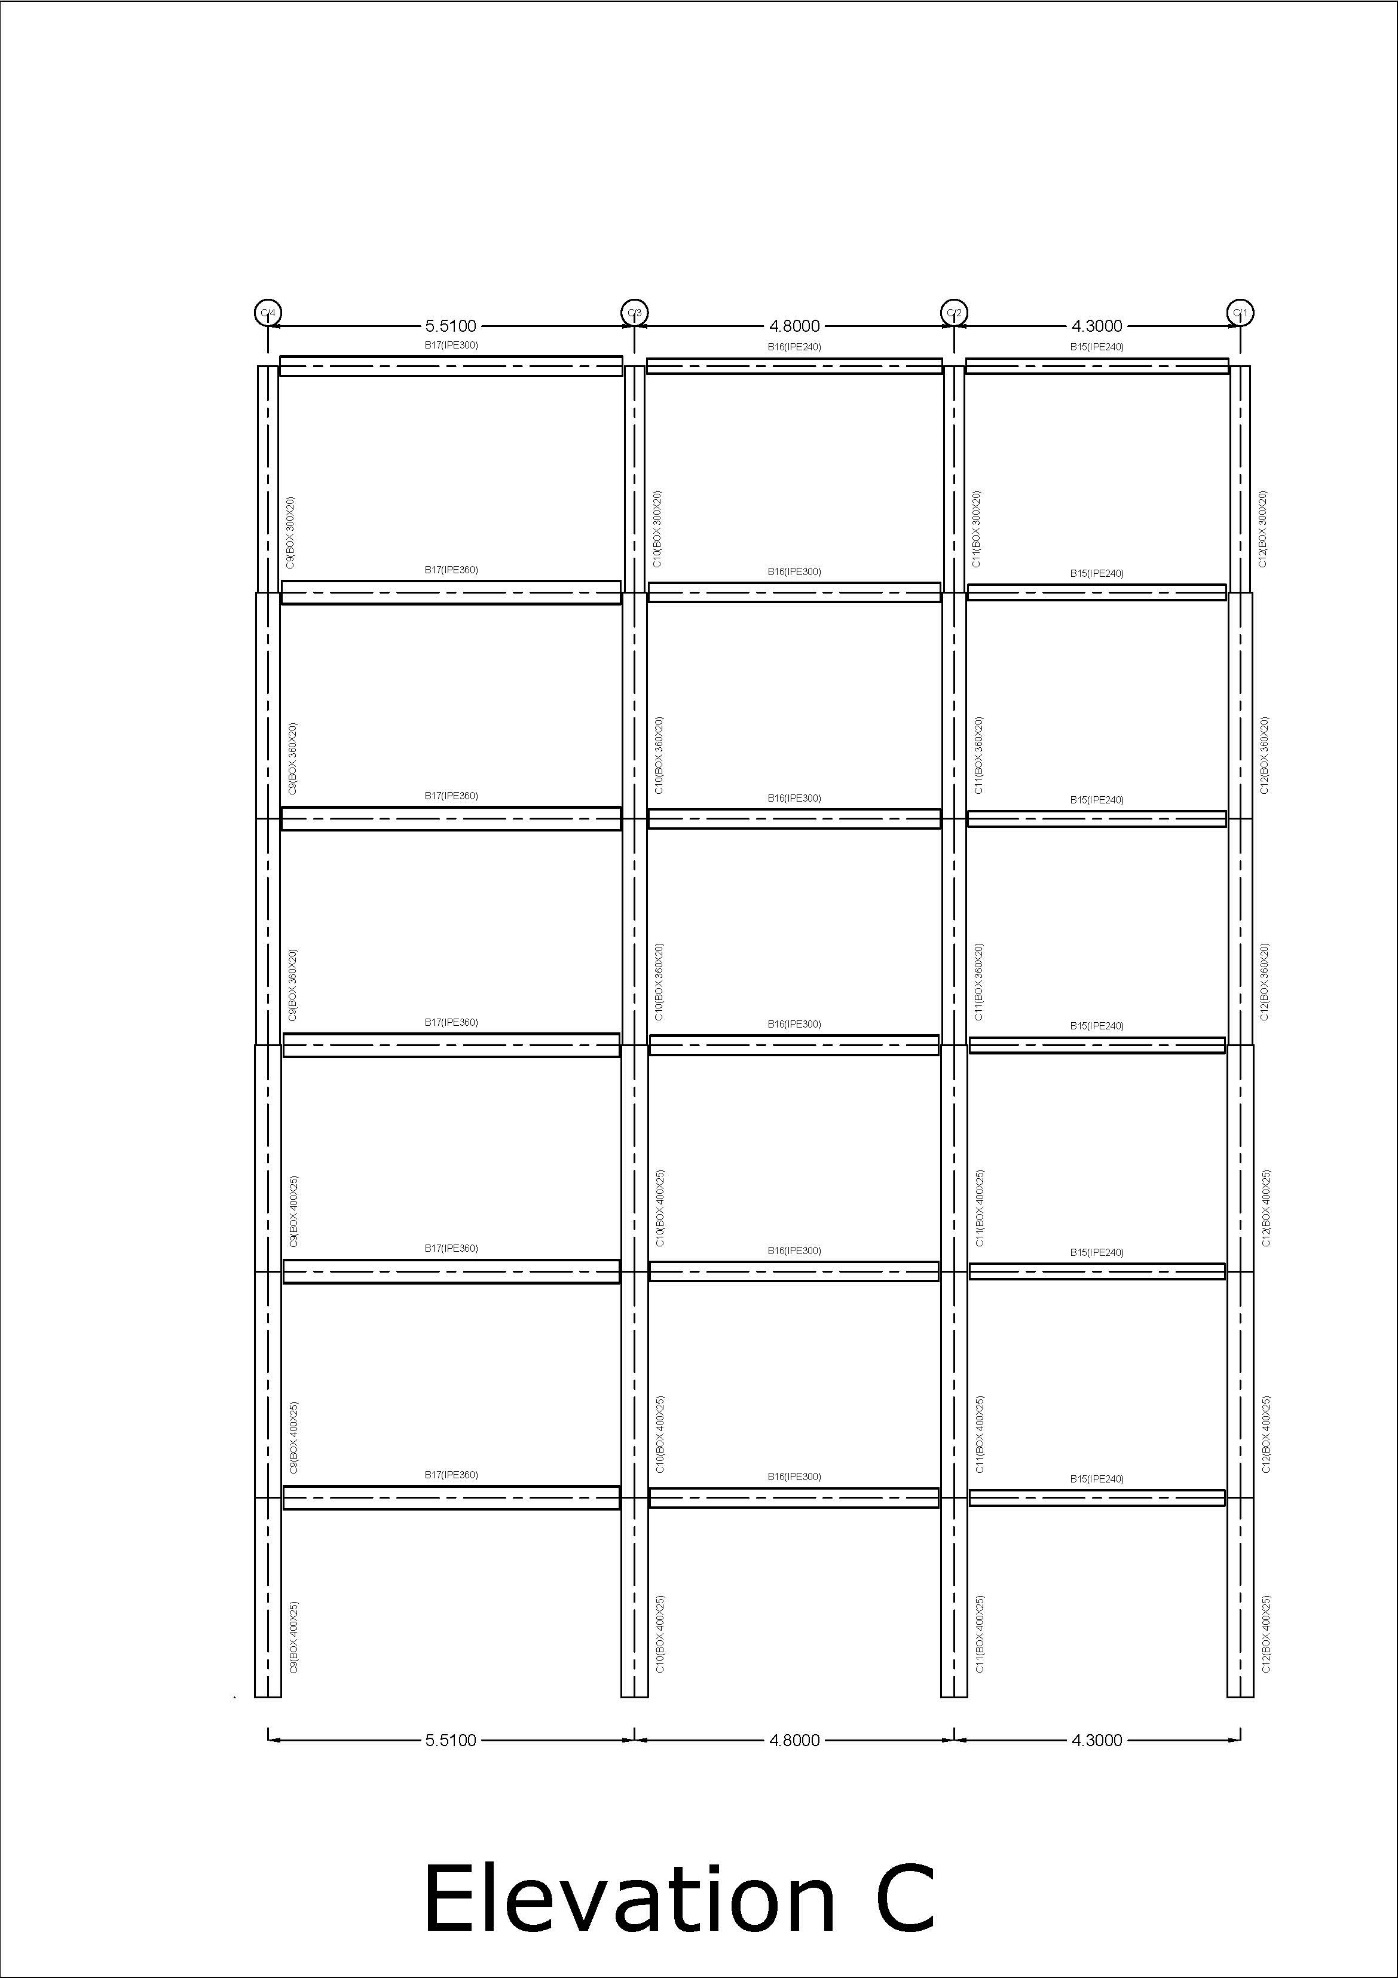 C/4 C/3 C/2 C/1
5.5100 4.8000 4.3000
B17(IPE300) B16(IPE240) B15(IPE240)
C9(BOX 300X20) C10(BOX 300X20) C11(BOX 300X20) C12(BOX 300X20)
B17(IPE360) B16(IPE300) B15(IPE240)
C9(BOX 360X20) C10(BOX 360X20) C11(BOX 360X20) C12(BOX 360X20)
B17(IPE360) B16(IPE300) B15(IPE240)
C9(BOX 360X20) C10(BOX 360X20) C11(BOX 360X20) C12(BOX 360X20)
B17(IPE360) B16(IPE300) B15(IPE240)
C9(BOX 400X25) C10(BOX 400X25) C11(BOX 400X25) C12(BOX 400X25)
B17(IPE360) B16(IPE300) B15(IPE240)
C9(BOX 400X25) C10(BOX 400X25) C11(BOX 400X25) C12(BOX 400X25)
B17(IPE360) B16(IPE300) B15(IPE240)
C9(BOX 400X25) C10(BOX 400X25) C11(BOX 400X25) C12(BOX 400X25)
5.5100 4.8000 4.3000
Elevation C